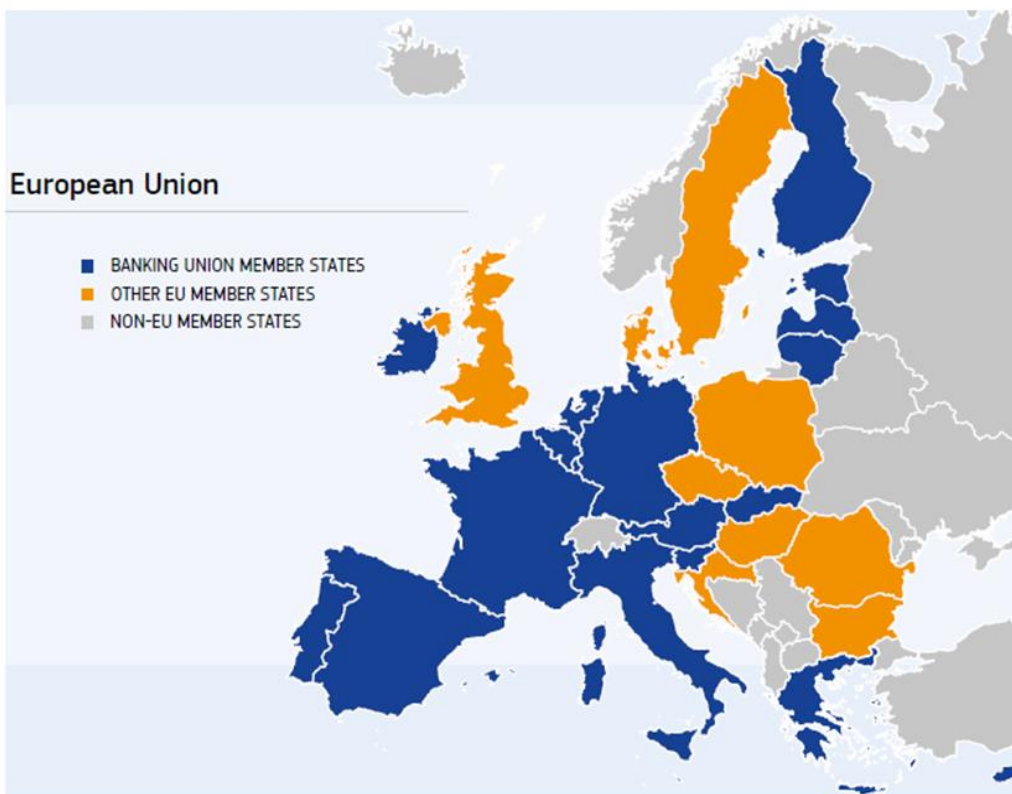 European Union
BANKING UNION MEMBER STATES
OTHER EU MEMBER STATES
NON-EU MEMBER STATES